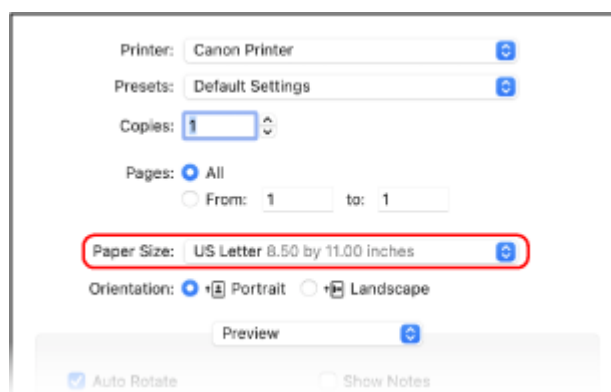 Printer: Canon Printer
Presets: Default Settings
Copies: 1
Pages: All
From: 1 to: 1
Paper Size: US Letter 8.50 by 11.00 inches
Orientation: Portrait Landscape
Preview
Auto Rotate Show Notes